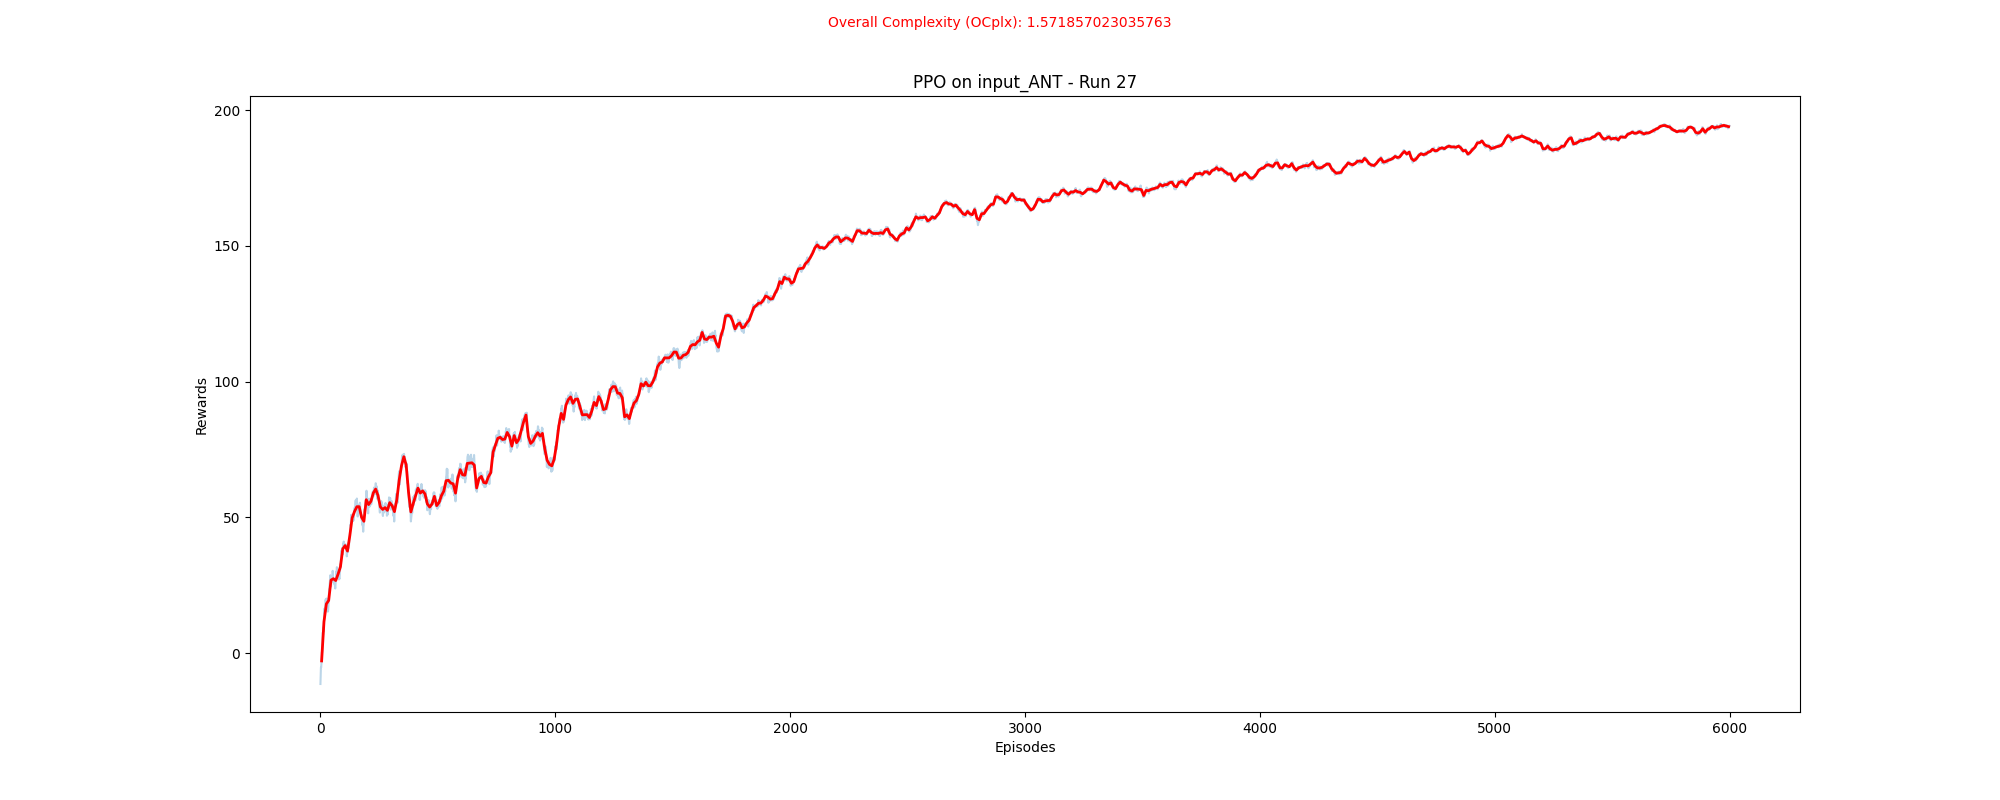 Overall Complexity (OCplx): 1.571857023035763
PPO on input_ANT - Run 27
200
150
100
50
0
Rewards
0 1000 2000 3000 4000 5000 6000
Episodes